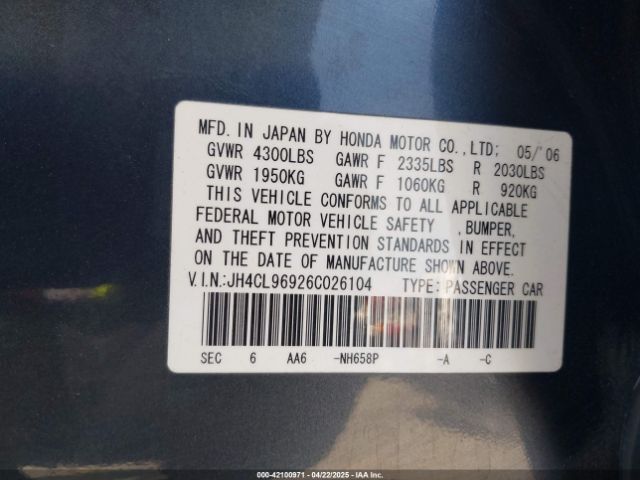 MFD. IN JAPAN BY HONDA MOTOR CO., LTD; 05/'06
GVWR 4300LBS GAWR F 2335LBS R 2030LBS
GVWR 1950KG GAWR F 1060KG R 920KG
THIS VEHICLE CONFORMS TO ALL APPLICABLE
FEDERAL MOTOR VEHICLE SAFETY , BUMPER,
AND THEFT PREVENTION STANDARDS IN EFFECT
ON THE DATE OF MANUFACTURE SHOWN ABOVE.
V.I.N.:JH4CL96926C026104 TYPE: PASSENGER CAR
SEC 6 AA6 -NH658P -A -C
000-42100971 - 04/22/2025 - IAA Inc.